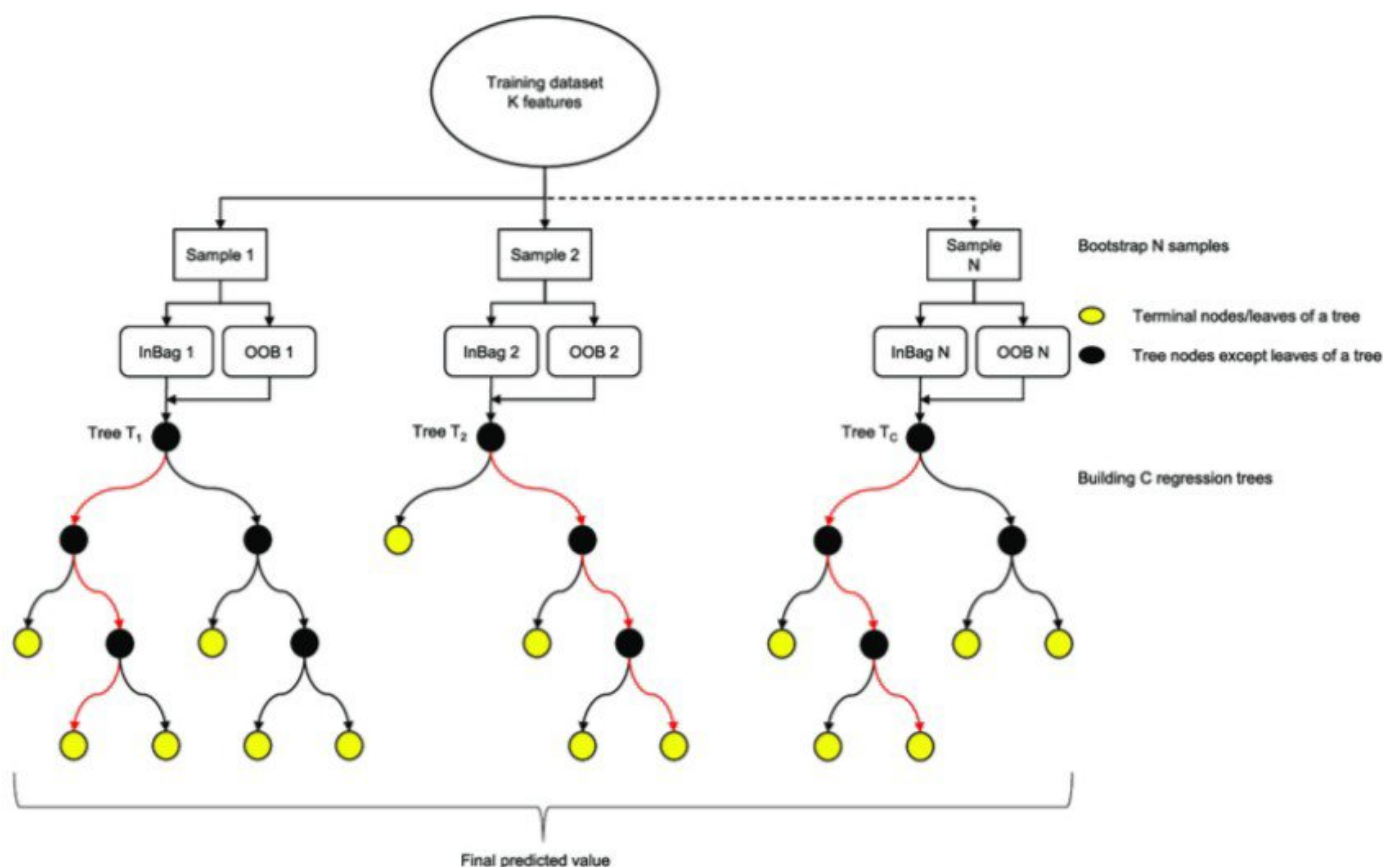 Training dataset
K features
Sample 1
Sample 2
Sample
N
Bootstrap N samples
InBag 1
OOB 1
InBag 2
OOB 2
InBag N
OOB N
Terminal nodes/leaves of a tree
Tree nodes except leaves of a tree
Tree T1
Tree T2
Tree TC
Building C regression trees
Final predicted value